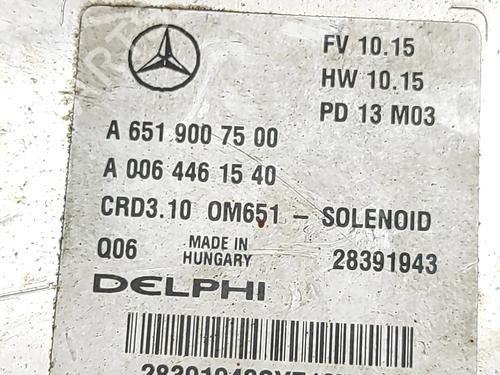 FV 10.15
HW 10.15
PD 13 M03
A 651 900 75 00
A 006 446 15 40
CRD3.10 OM651 - SOLENOID
Q06 MADE IN HUNGARY 28391943
DELPHI